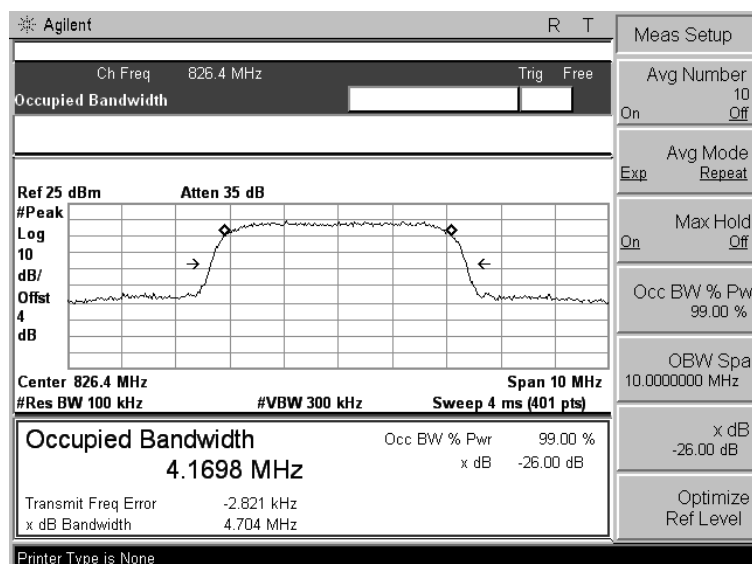 Agilent R T
Meas Setup
Ch Freq 826.4 MHz Trig Free
Occupied Bandwidth
Avg Number
10
On Off
Avg Mode
Exp Repeat
Max Hold
On Off
Occ BW % Pw
99.00 %
OBW Spa
10.0000000 MHz
x dB
-26.00 dB
Optimize
Ref Level
Ref 25 dBm Atten 35 dB
#Peak
Log
10
dB/
Offst
4
dB
Center 826.4 MHz Span 10 MHz
#Res BW 100 kHz #VBW 300 kHz Sweep 4 ms (401 pts)
Occupied Bandwidth Occ BW % Pwr 99.00 %
4.1698 MHz x dB -26.00 dB
Transmit Freq Error -2.821 kHz
x dB Bandwidth 4.704 MHz
Printer Type is None